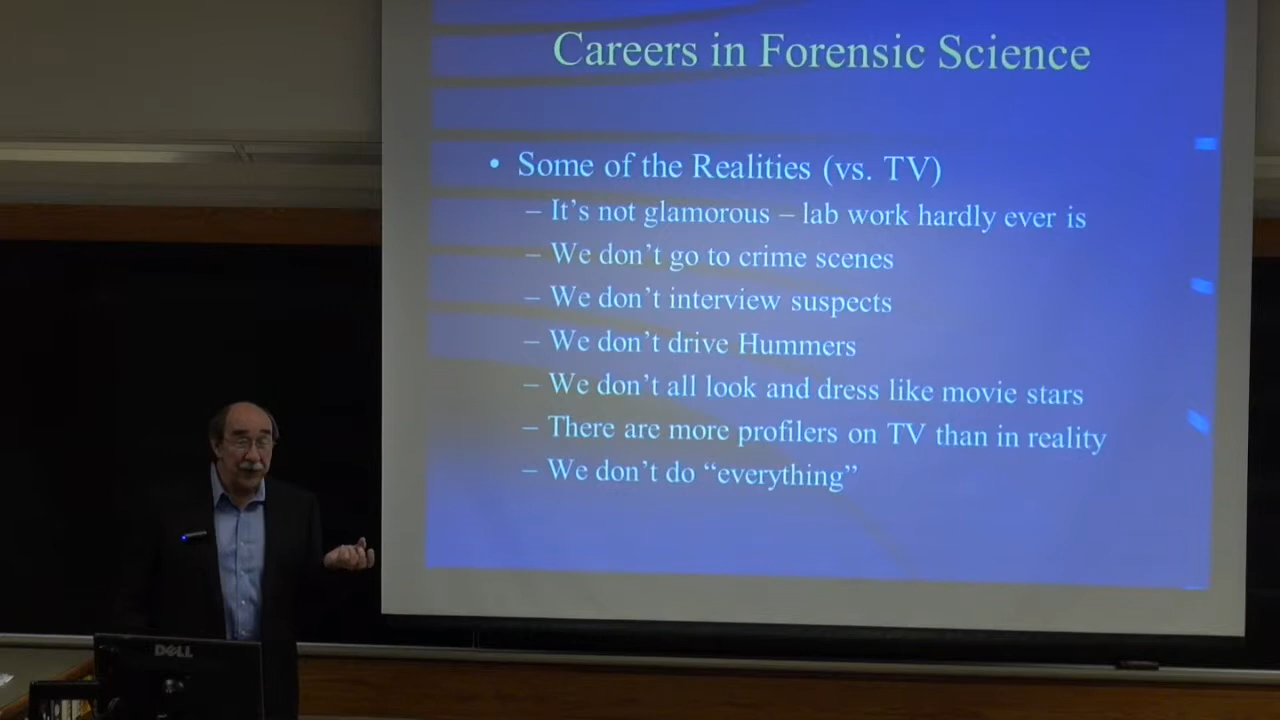 Careers in Forensic Science
• Some of the Realities (vs. TV)
– It's not glamorous – lab work hardly ever is
– We don't go to crime scenes
– We don't interview suspects
– We don't drive Hummers
– We don't all look and dress like movie stars
– There are more profilers on TV than in reality
– We don't do “everything”
DELL